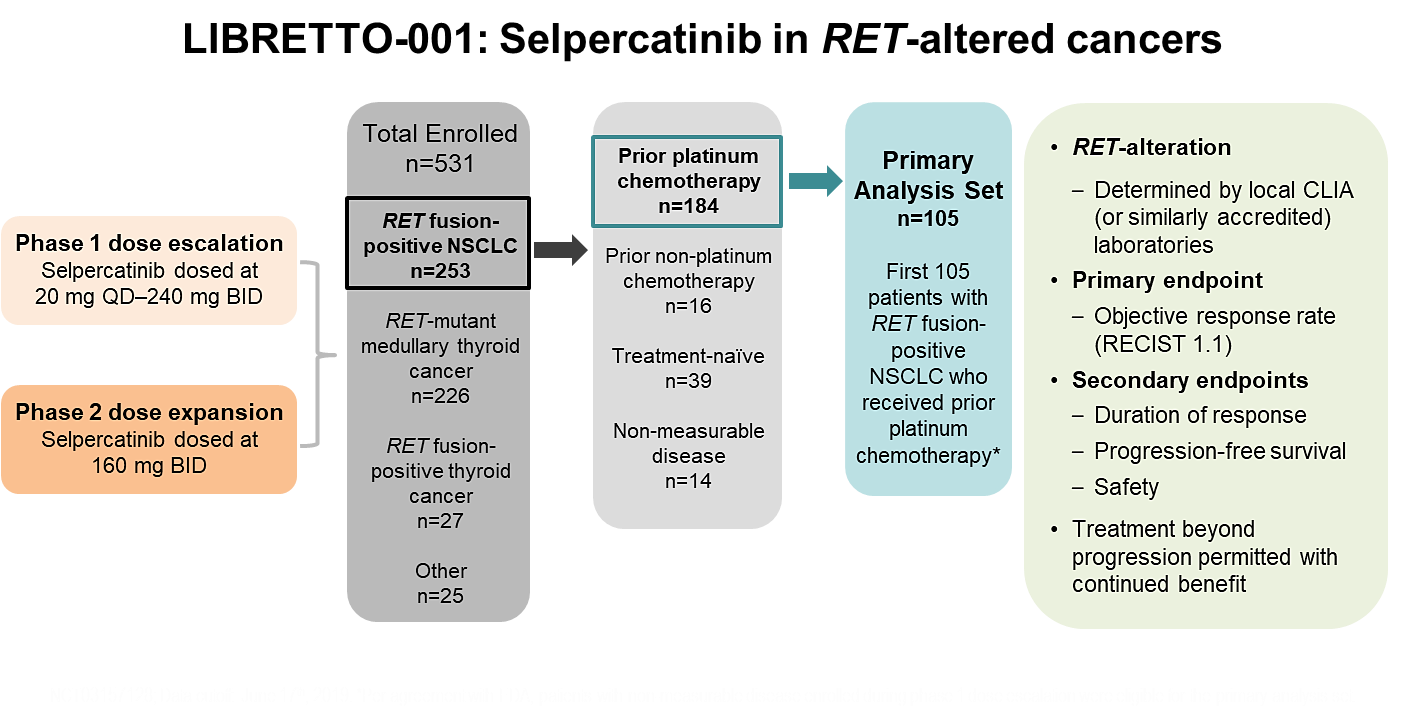 LIBRETTO-001: Selpercatinib in RET-altered cancers
Phase 1 dose escalation
Selpercatinib dosed at
20 mg QD–240 mg BID
Phase 2 dose expansion
Selpercatinib dosed at
160 mg BID
Total Enrolled
n=531
RET fusion-
positive NSCLC
n=253
RET-mutant
medullary thyroid
cancer
n=226
RET fusion-
positive thyroid
cancer
n=27
Other
n=25
Prior platinum
chemotherapy
n=184
Prior non-platinum
chemotherapy
n=16
Treatment-naïve
n=39
Non-measurable
disease
n=14
Primary
Analysis Set
n=105
First 105
patients with
RET fusion-
positive
NSCLC who
received prior
platinum
chemotherapy*
• RET-alteration
– Determined by local CLIA
(or similarly accredited)
laboratories
• Primary endpoint
– Objective response rate
(RECIST 1.1)
• Secondary endpoints
– Duration of response
– Progression-free survival
– Safety
• Treatment beyond
progression permitted with
continued benefit